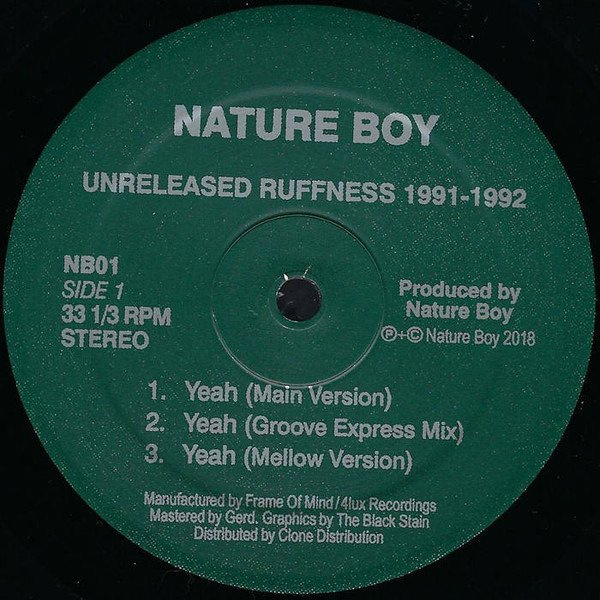 NATURE BOY
UNRELEASED RUFFNESS 1991-1992
NB01
SIDE 1
33 1/3 RPM
STEREO
Produced by
Nature Boy
℗+© Nature Boy 2018
1. Yeah (Main Version)
2. Yeah (Groove Express Mix)
3. Yeah (Mellow Version)
Manufactured by Frame Of Mind / 4lux Recordings
Mastered by Gerd. Graphics by The Black Stain
Distributed by Clone Distribution